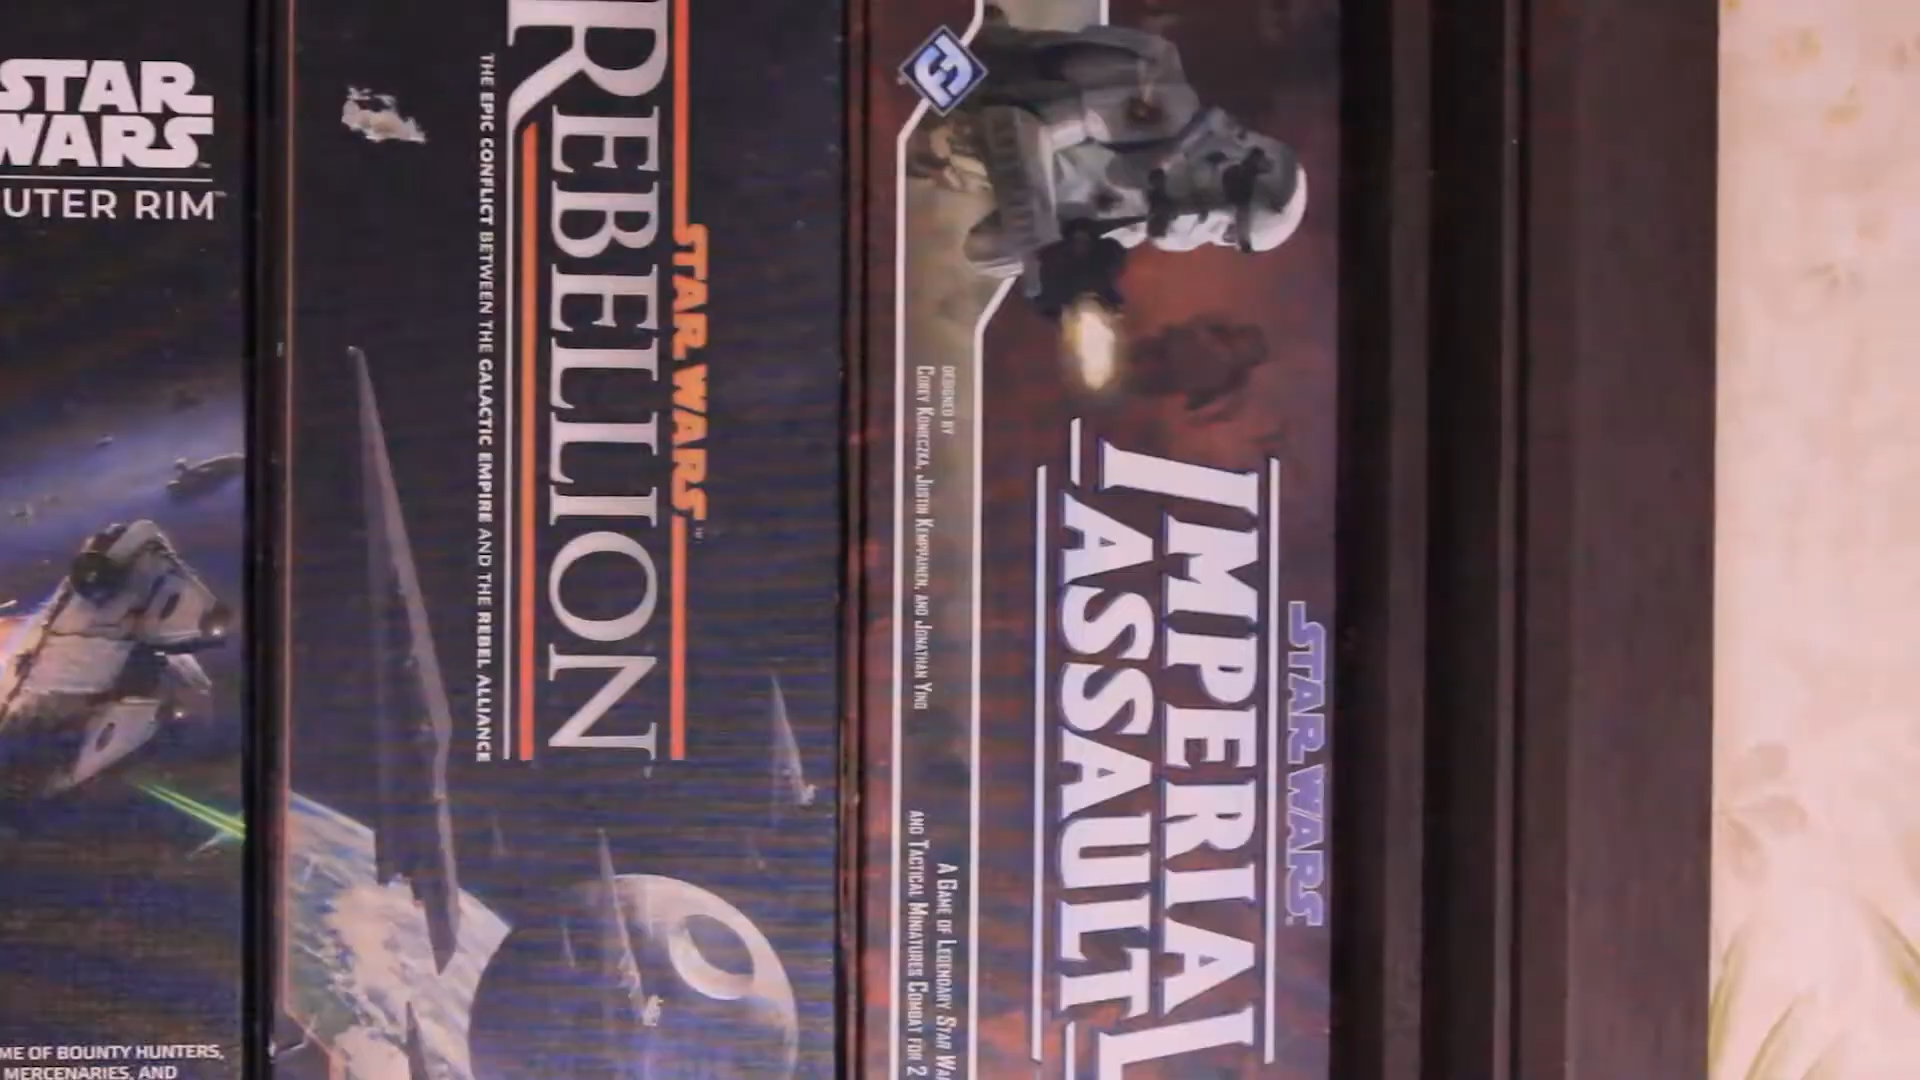 STAR
WARS
UTER RIM
ME OF BOUNTY HUNTERS,
MERCENARIES, AND
STAR WARS
REBELLION
THE EPIC CONFLICT BETWEEN THE GALACTIC EMPIRE AND THE REBEL ALLIANCE
STAR WARS
IMPERIAL
ASSAULT
DESIGNED BY
COREY KONIECZKA, JUSTIN KEMPPAINEN, AND JONATHAN YING
A GAME OF LEGENDARY STAR WAR
AND TACTICAL MINIATURES COMBAT FOR 2